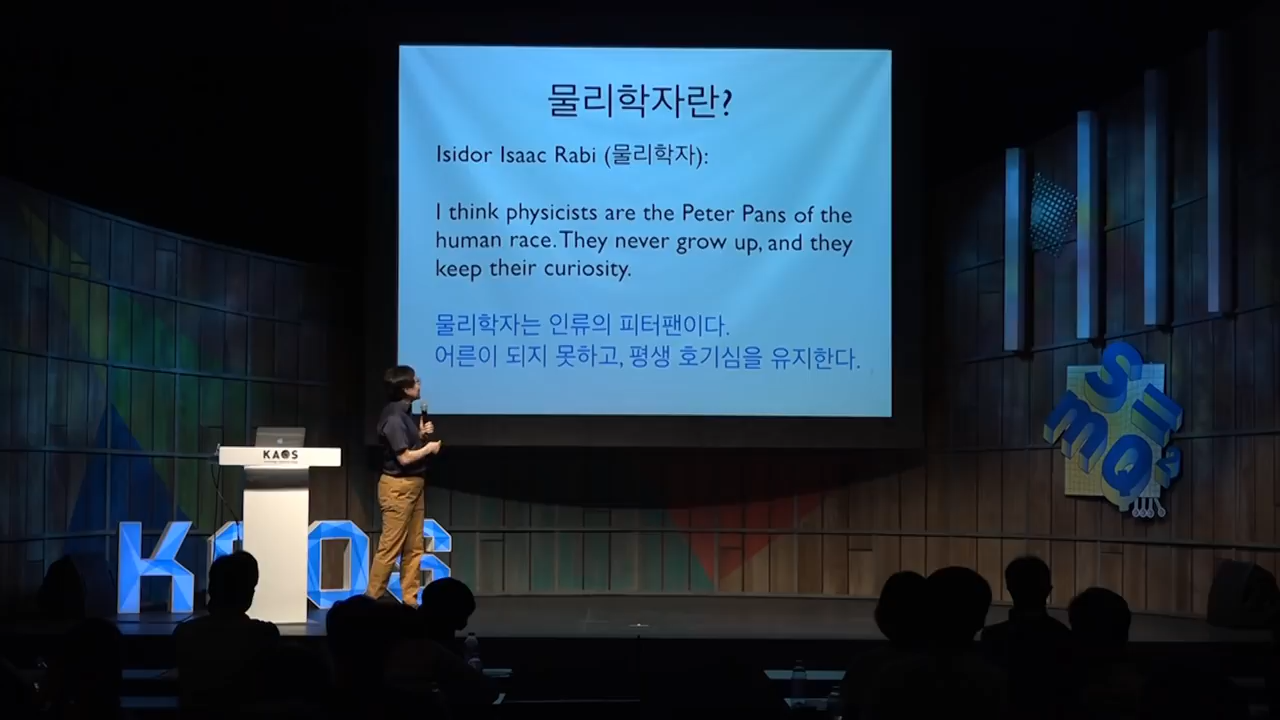 물리학자란?
Isidor Isaac Rabi (물리학자):
I think physicists are the Peter Pans of the
human race. They never grow up, and they
keep their curiosity.
물리학자는 인류의 피터팬이다.
어른이 되지 못하고, 평생 호기심을 유지한다.
KAOS
KAOS